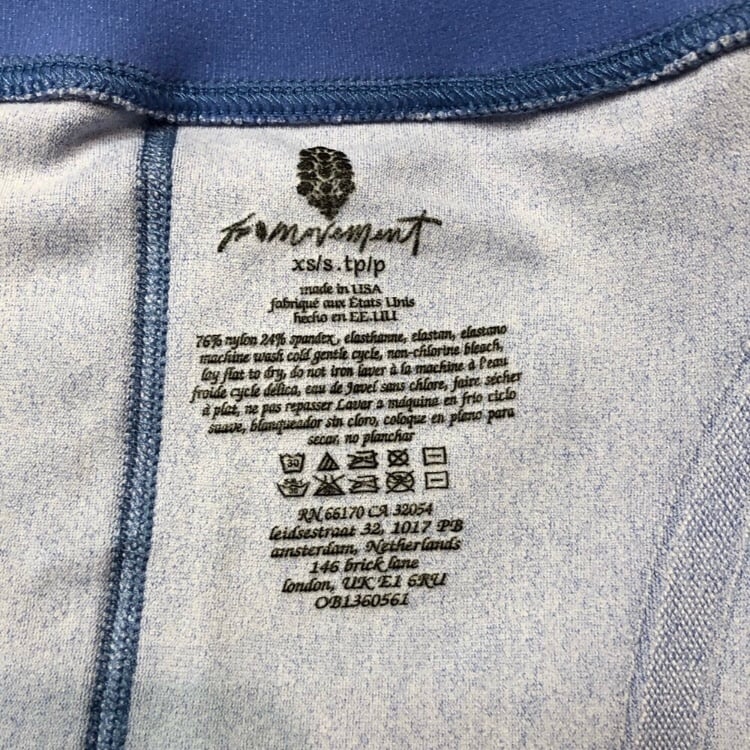 movement
xs/s . tp/p
made in USA
fabriqué aux États Unis
hecho en EE.UU
76% nylon 24% spandex, elasthanne, elastan, elastano
machine wash cold gentle cycle, non-chlorine bleach,
lay flat to dry, do not iron laver à la machine à l'eau
froide cycle délica, eau de Javel sans chlore, faire sécher
à plat, ne pas repasser Lavar a máquina en frío ciclo
suave, blanqueador sin cloro, coloque en plano para
secar, no planchar
30
RN 66170 CA 32054
leidsestraat 32, 1017 PB
amsterdam, Netherlands
146 brick lane
london, UK E1 6RU
OB1360561